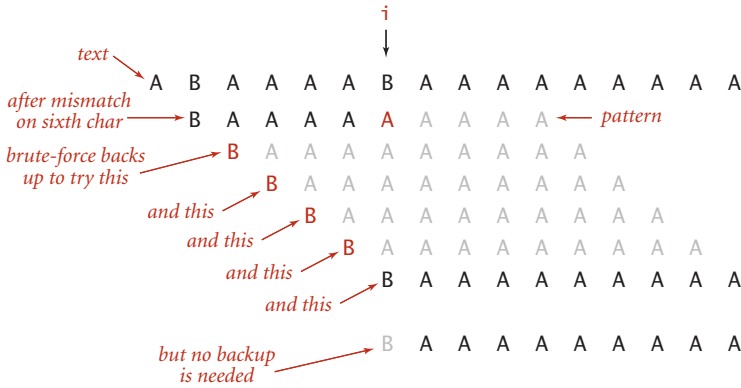 i
text
A B A A A A B A A A A A A A A A
after mismatch
on sixth char
B A A A A A A A A A
pattern
brute-force backs
up to try this
B A A A A A A A A A
and this
B A A A A A A A A A
and this
B A A A A A A A A A
and this
B A A A A A A A A A
and this
B A A A A A A A A A
but no backup
is needed
B A A A A A A A A A